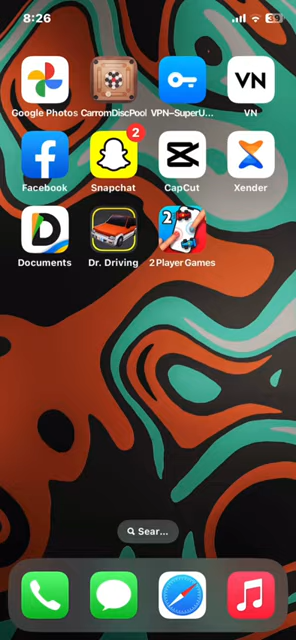 8:26
39
Google Photos CarromDiscPool VPN–SuperU... VN
2
Facebook Snapchat CapCut Xender
2
Documents Dr. Driving 2 Player Games
Sear...